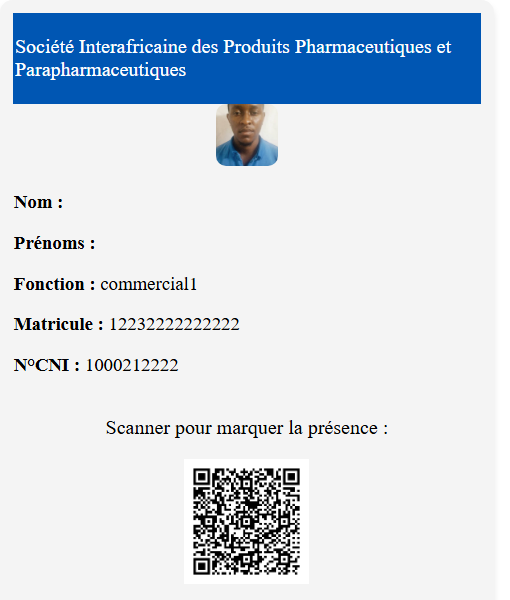 Société Interafricaine des Produits Pharmaceutiques et
Parapharmaceutiques
Nom :
Prénoms :
Fonction : commercial1
Matricule : 12232222222222
N°CNI : 1000212222
Scanner pour marquer la présence :